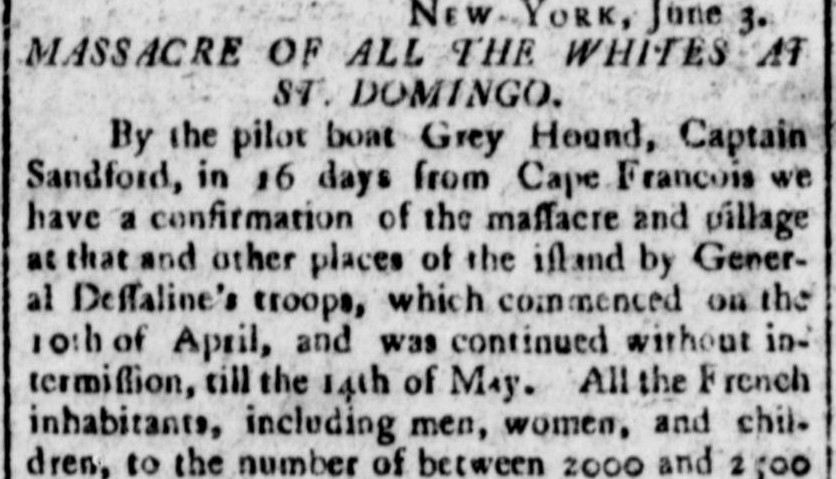 NEW-YORK, June 3.
MASSACRE OF ALL THE WHITES AT
ST. DOMINGO.
By the pilot boat Grey Hound, Captain
Sandford, in 16 days from Cape Francois we
have a confirmation of the maſſacre and pillage
at that and other places of the iſland by Gener-
al Deſſaline's troops, which commenced on the
10th of April, and was continued without in-
termiſſion, till the 14th of May. All the French
inhabitants, including men, women, and chil-
dren, to the number of between 2000 and 2500